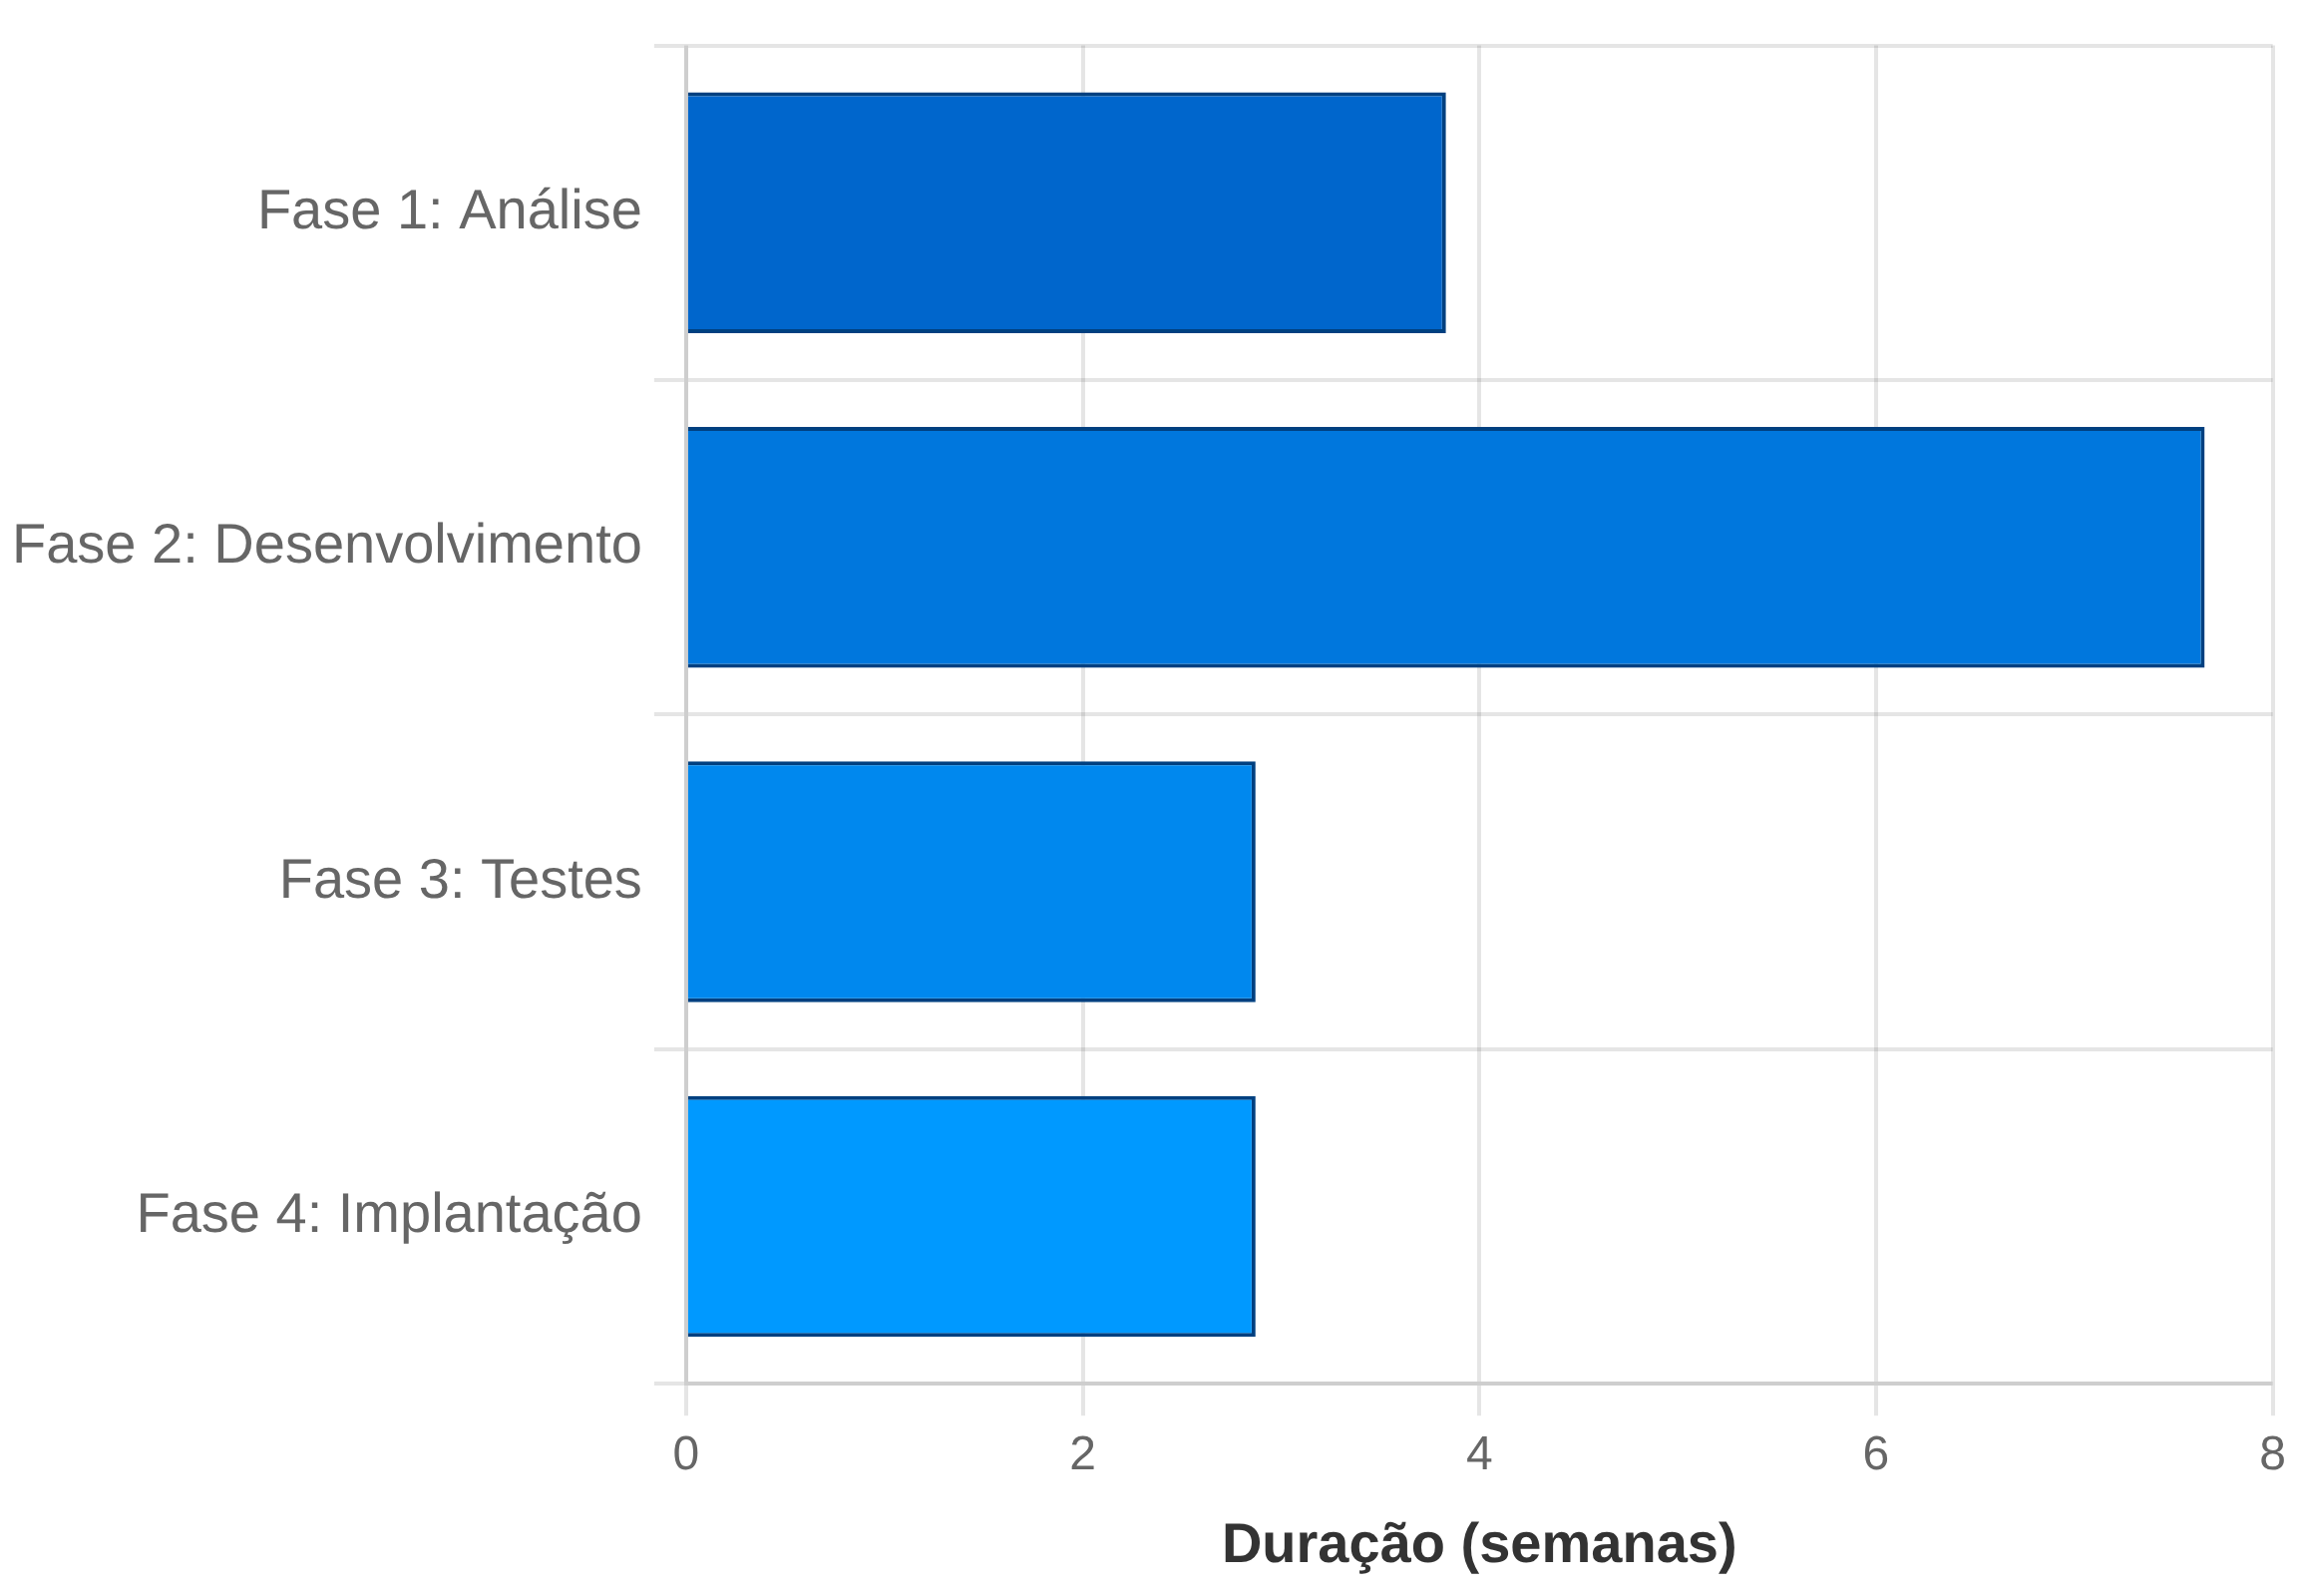 Fase 1: Análise
Fase 2: Desenvolvimento
Fase 3: Testes
Fase 4: Implantação
0 2 4 6 8
Duração (semanas)